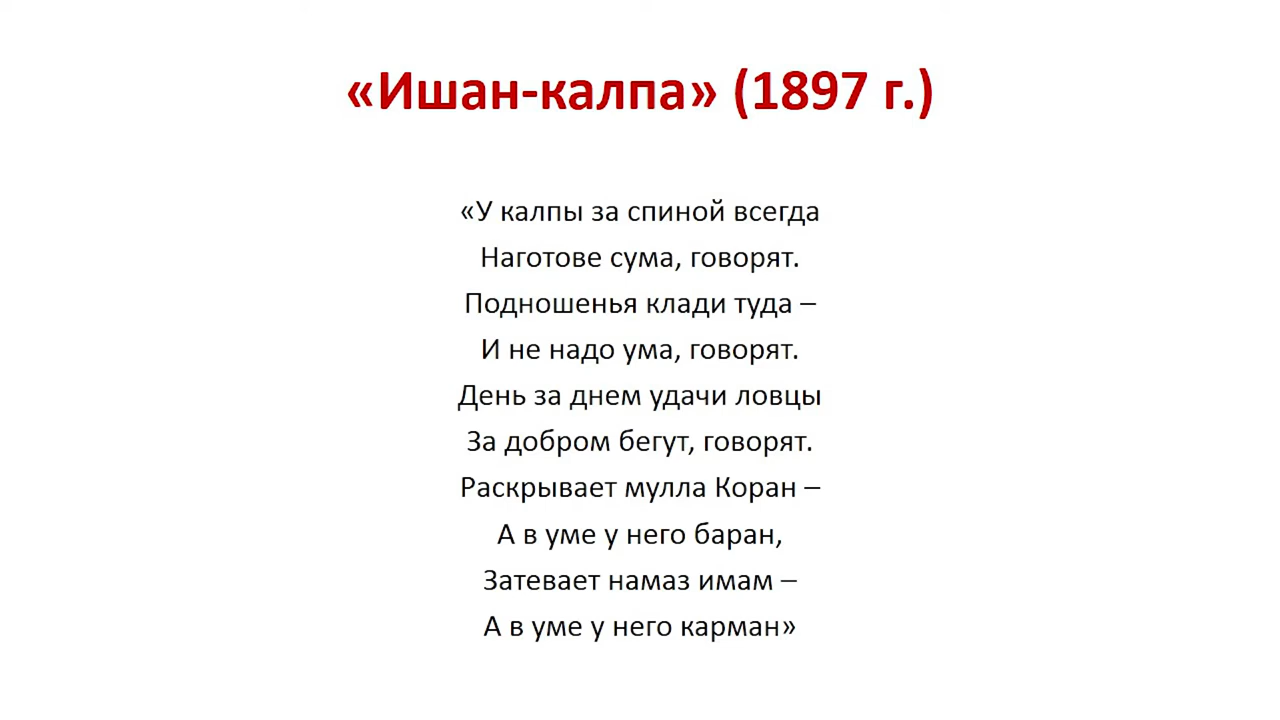 «Ишан-калпа» (1897 г.)
«У калпы за спиной всегда
Наготове сума, говорят.
Подношенья клади туда –
И не надо ума, говорят.
День за днем удачи ловцы
За добром бегут, говорят.
Раскрывает мулла Коран –
А в уме у него баран,
Затевает намаз имам –
А в уме у него карман»